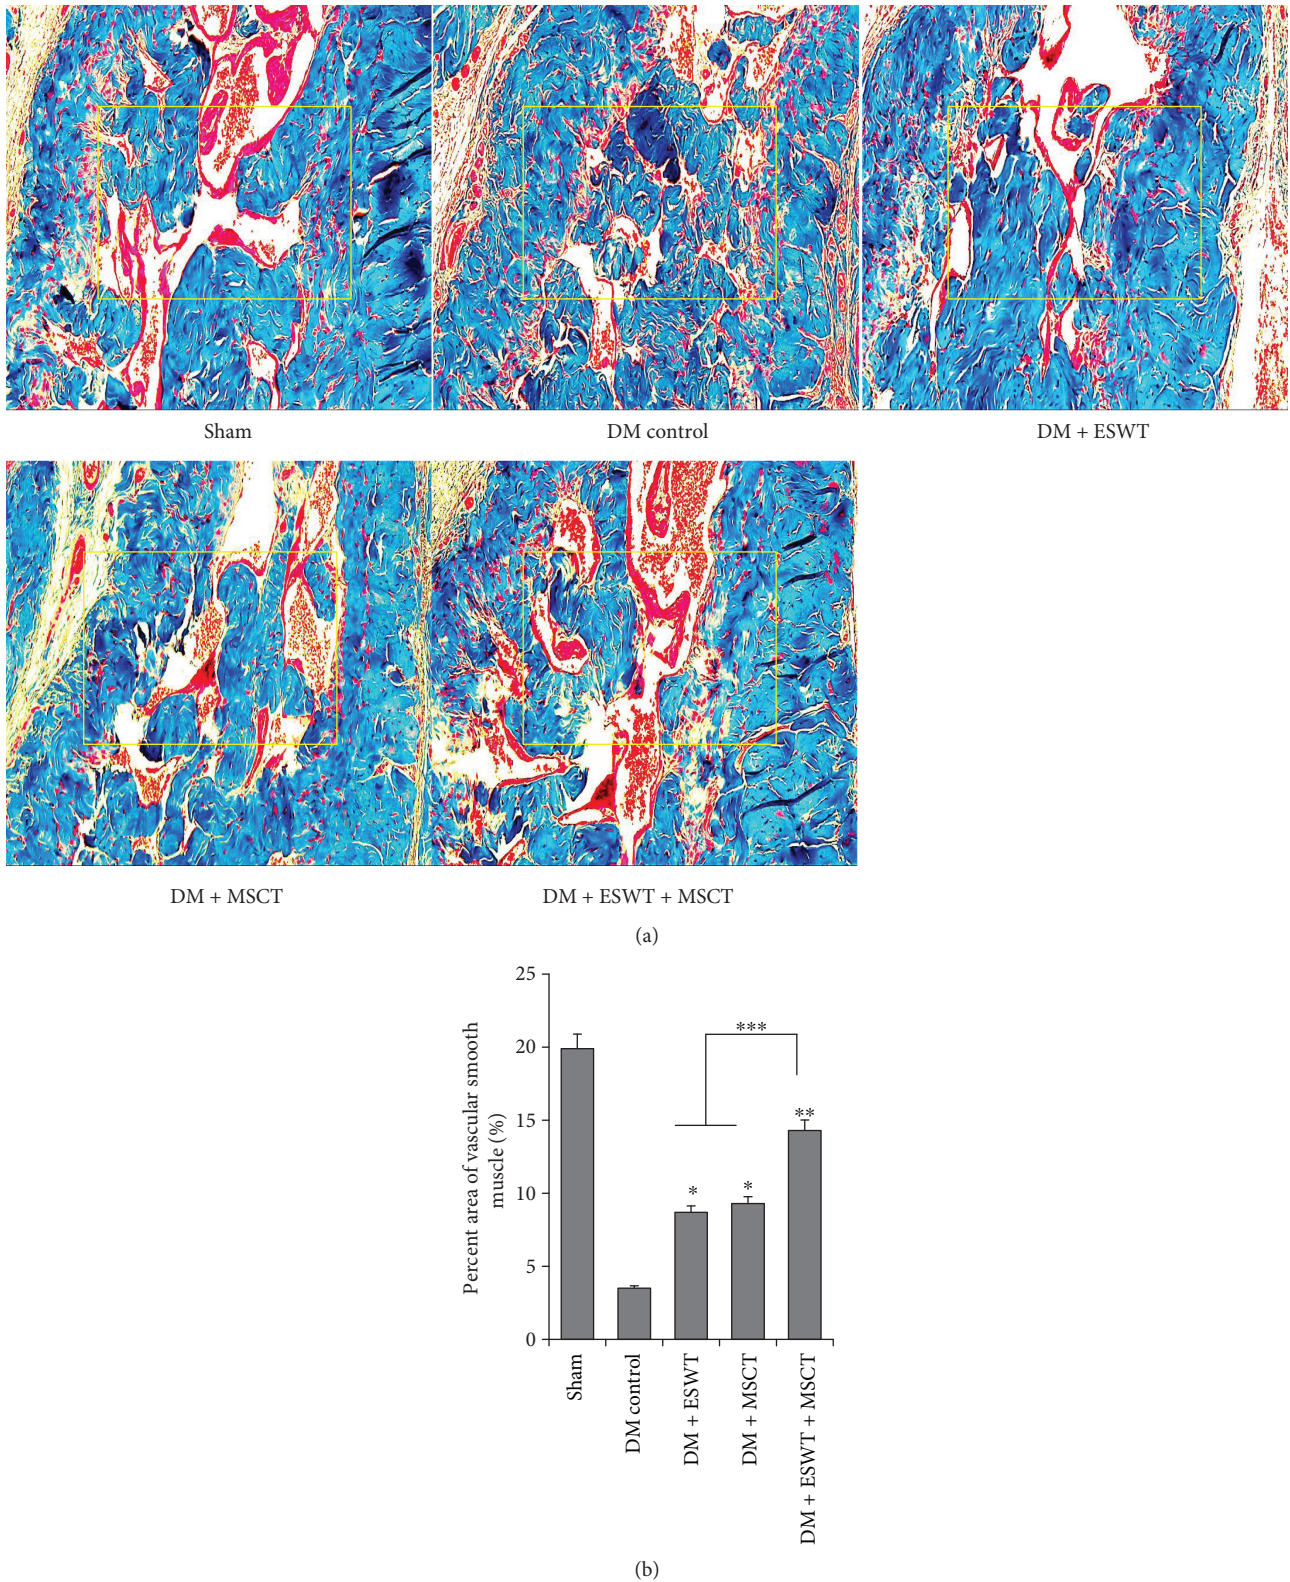 Sham
DM control
DM + ESWT
DM + MSCT
DM + ESWT + MSCT
(a)
25
20
15
10
5
0
Percent area of vascular smooth
muscle (%)
***
**
*
*
Sham
DM control
DM + ESWT
DM + MSCT
DM + ESWT + MSCT
(b)